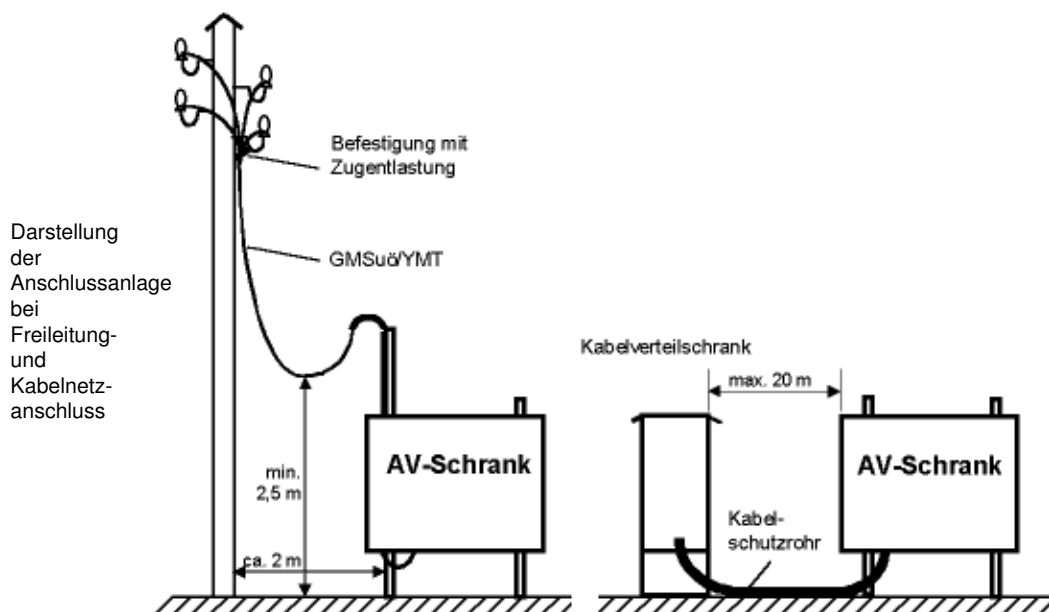 Darstellung
der
Anschlussanlage
bei
Freileitung-
und
Kabelnetz-
anschluss
Befestigung mit
Zugentlastung
GMSuö/YMT
min.
2,5 m
ca. 2 m
AV-Schrank
Kabelverteilschrank
max. 20 m
AV-Schrank
Kabel-
schutzrohr